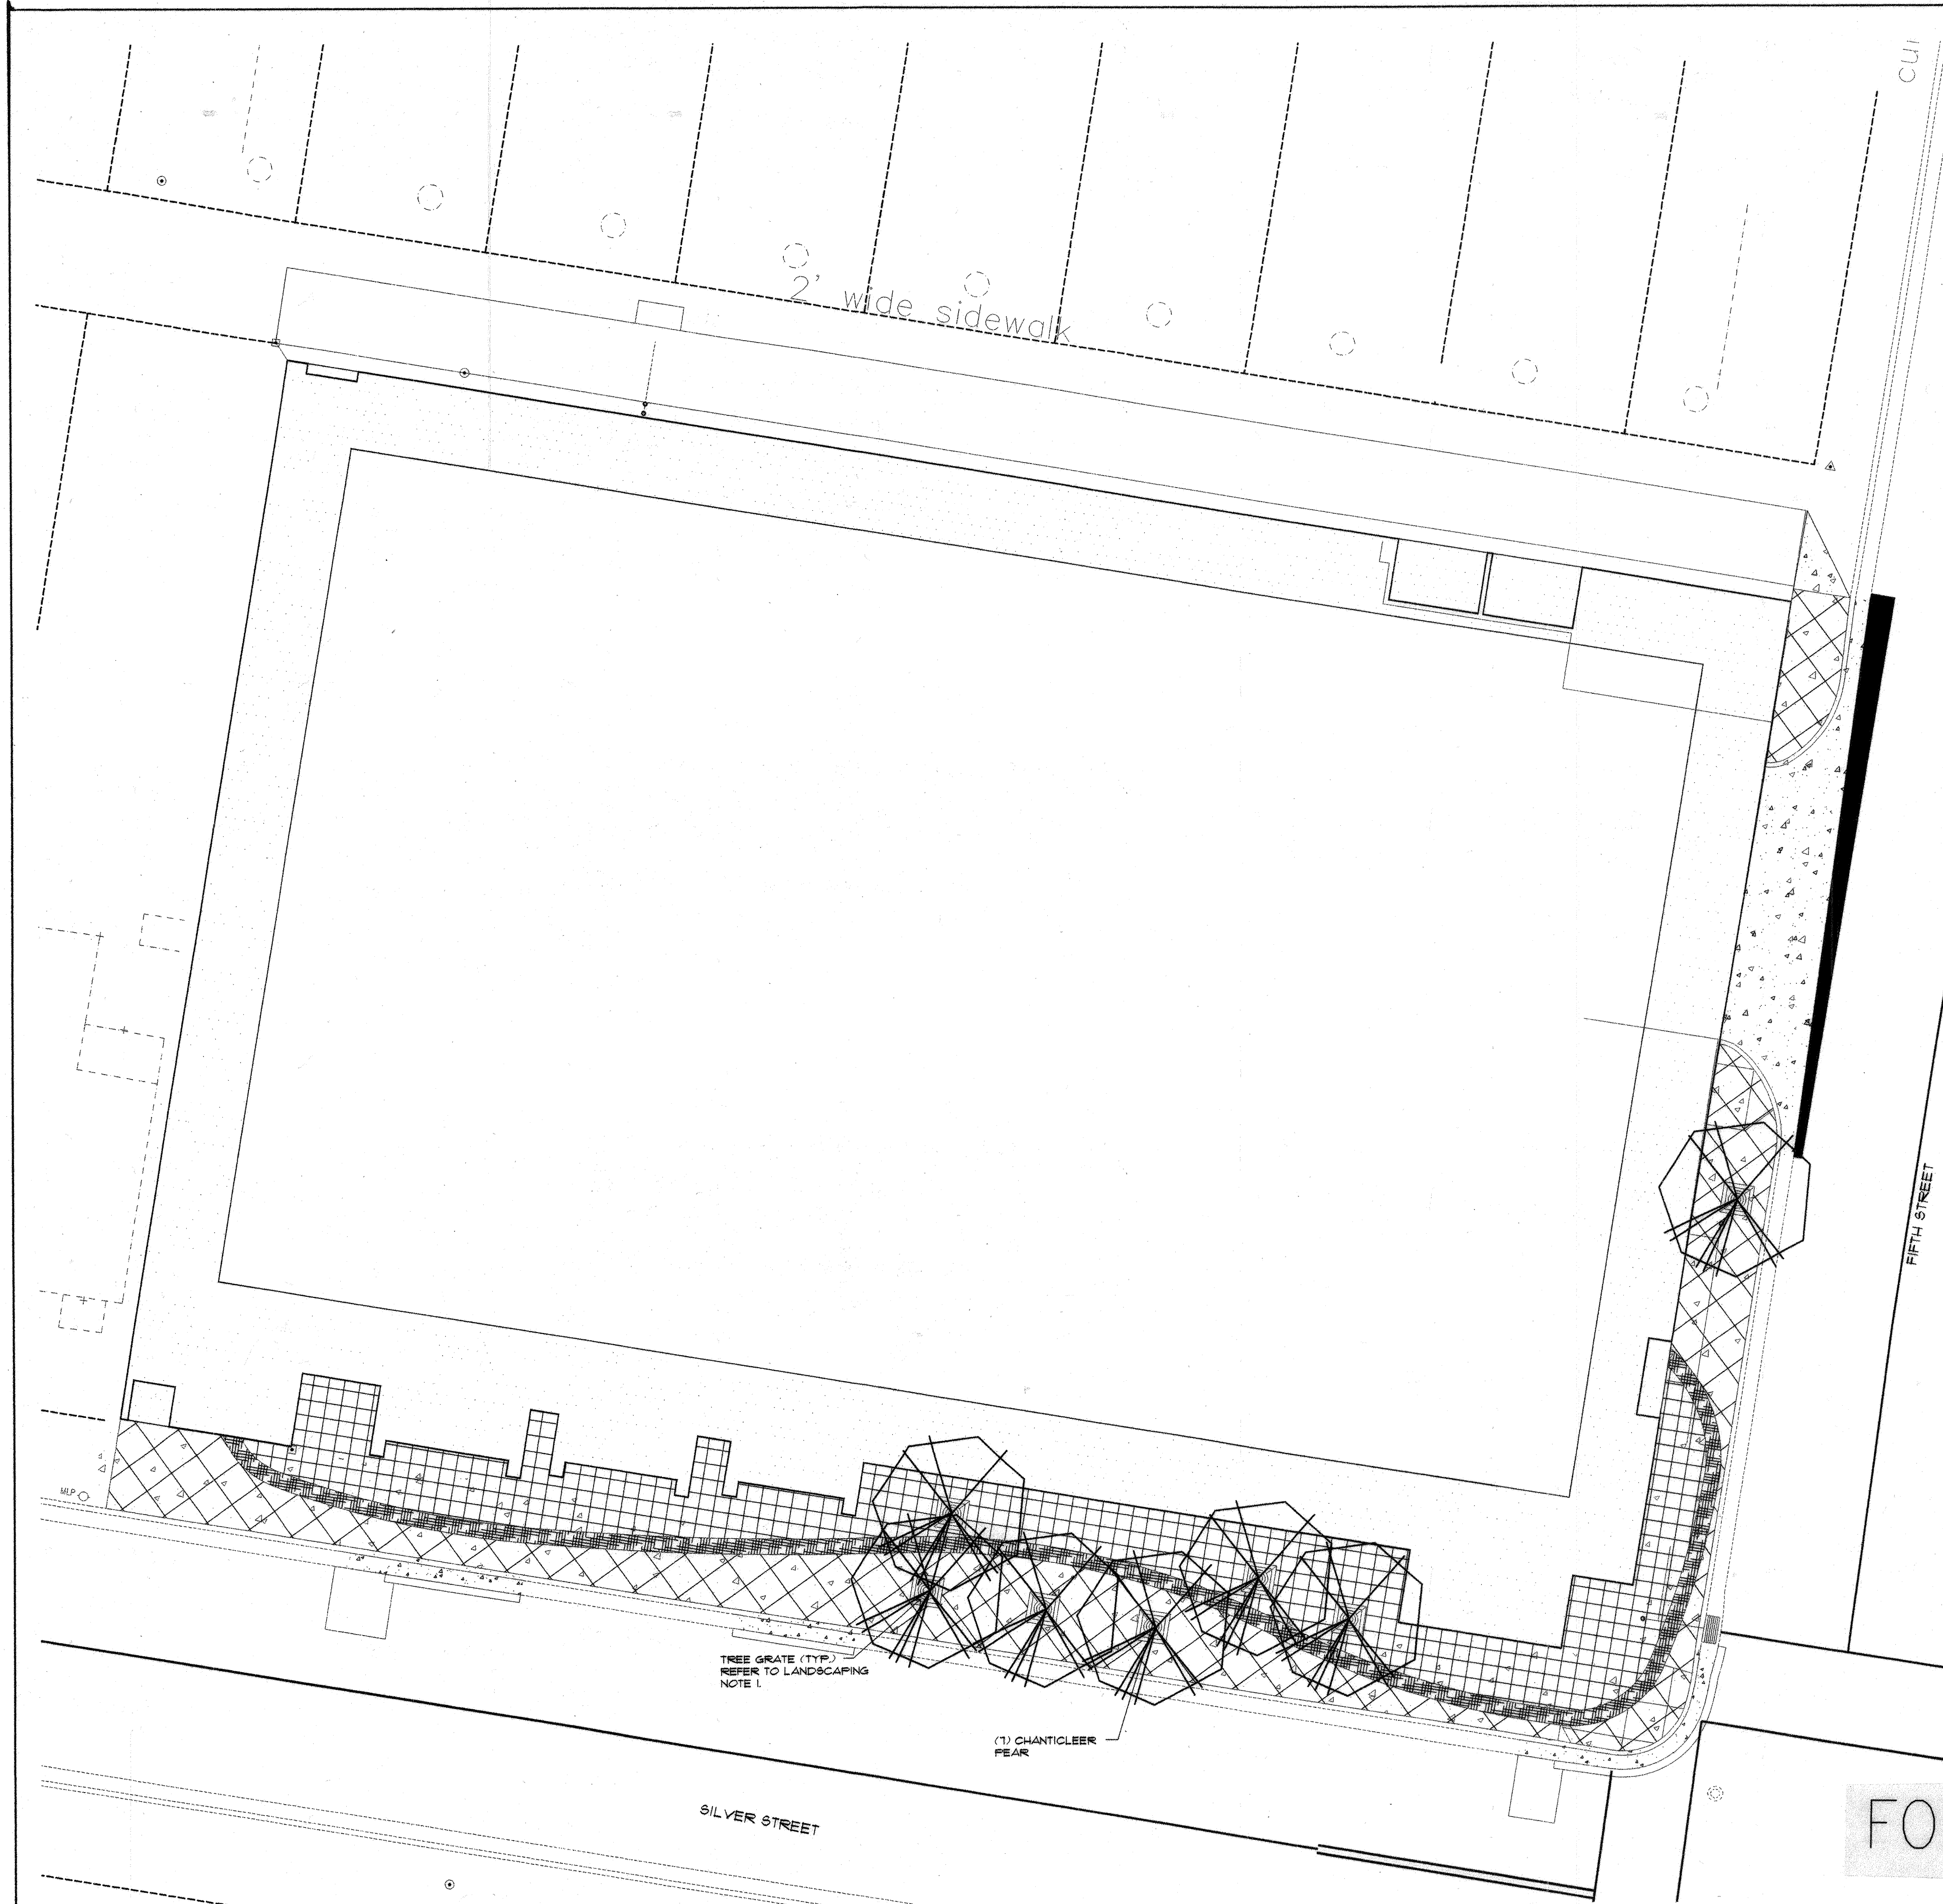 CUI
2' wide sidewalk
FIFTH STREET
MLP
TREE GRATE (TYP.)
REFER TO LANDSCAPING
NOTE 1.
(7) CHANTICLEER
PEAR
SILVER STREET
FO